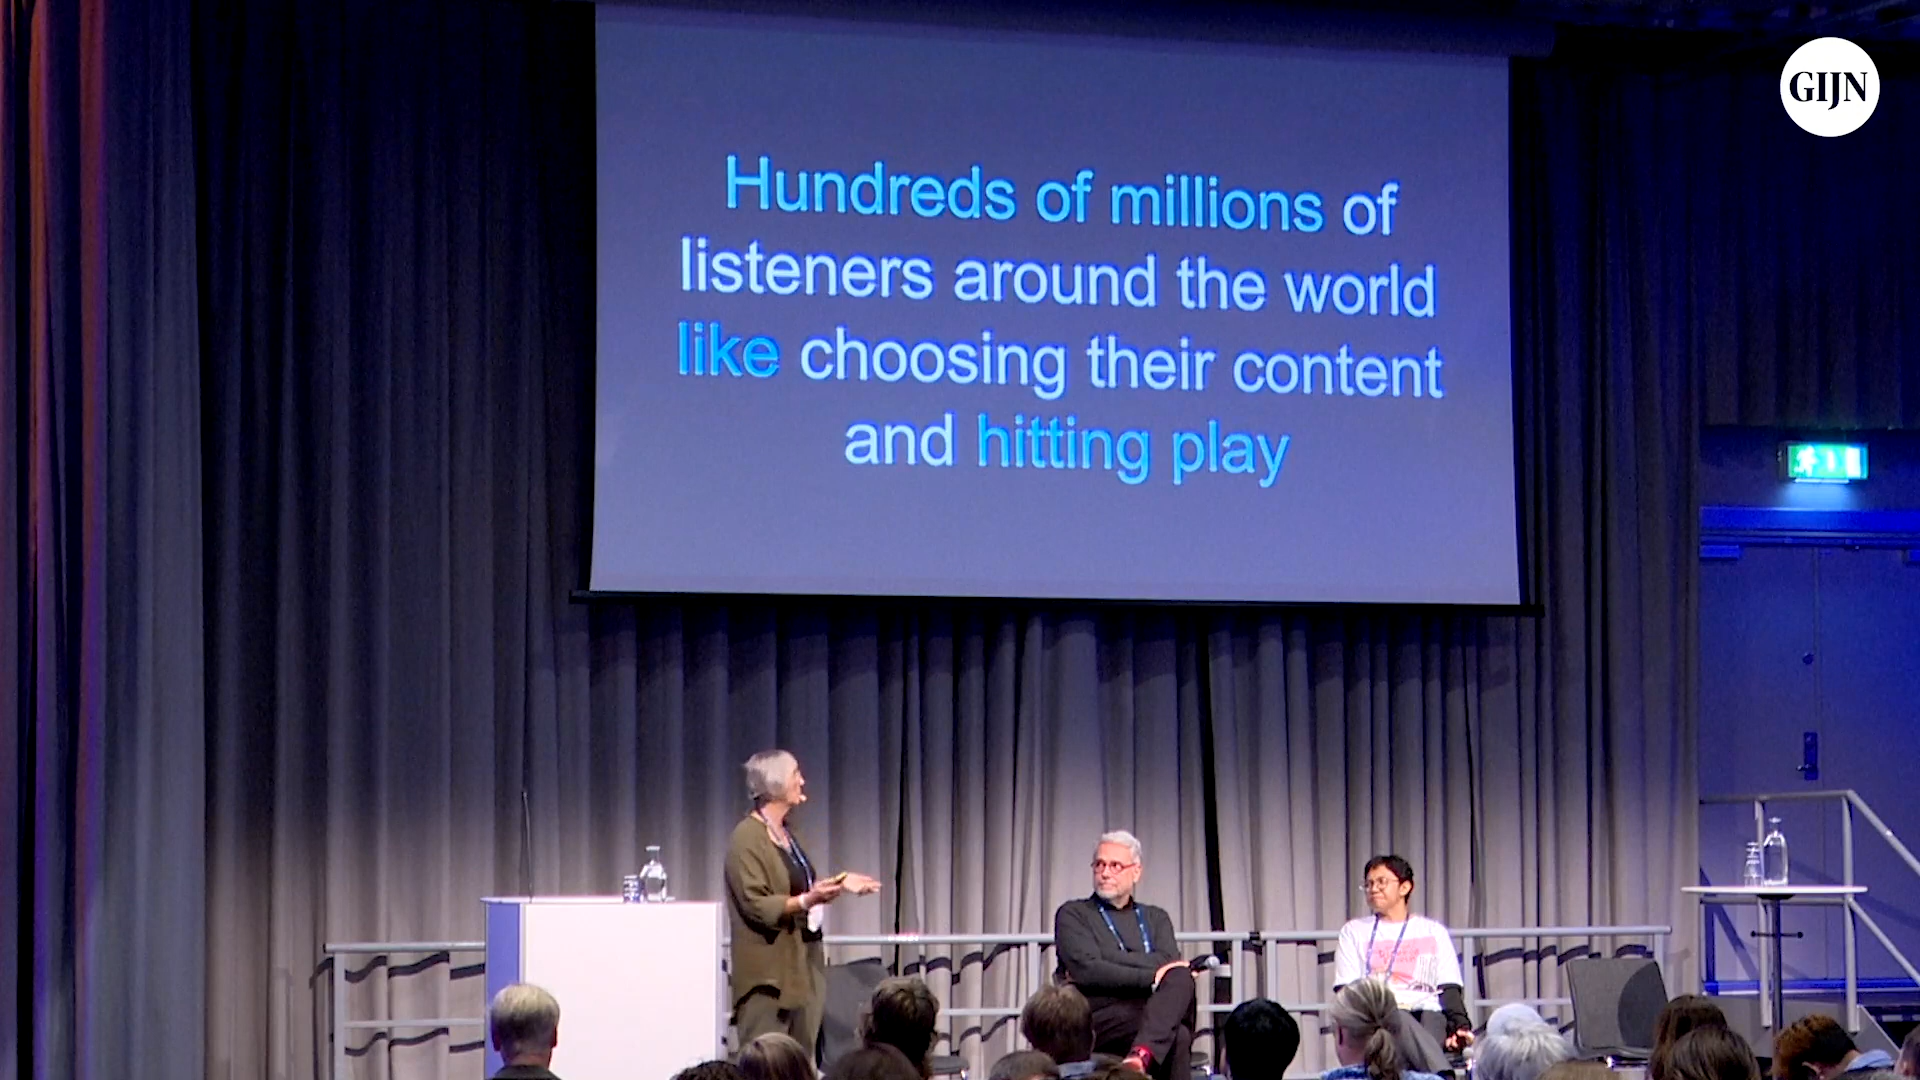 GIJN
Hundreds of millions of
listeners around the world
like choosing their content
and hitting play